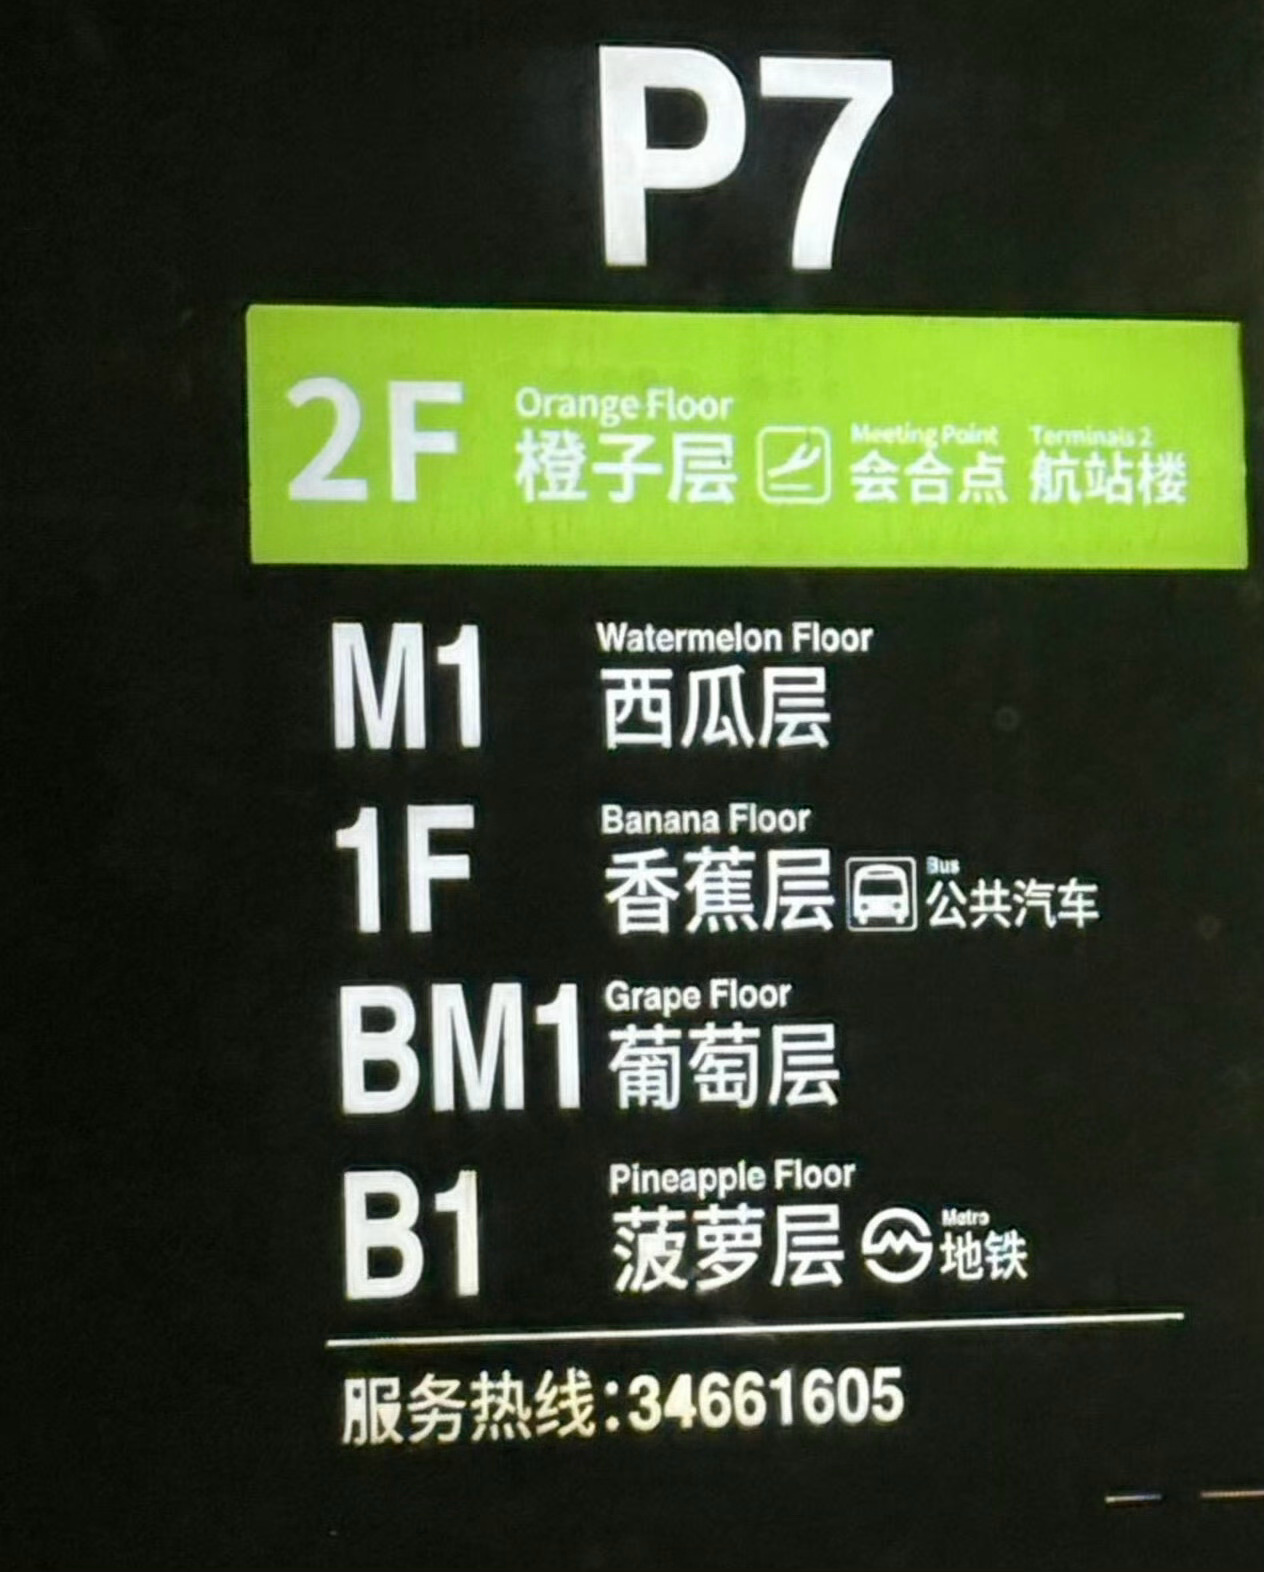 P7
2F
Orange Floor
橙子层
Meeting Point
会合点
Terminals 2
航站楼
M1
Watermelon Floor
西瓜层
1F
Banana Floor
香蕉层
Bus
公共汽车
BM1
Grape Floor
葡萄层
B1
Pineapple Floor
菠萝层
Metro
地铁
服务热线:34661605